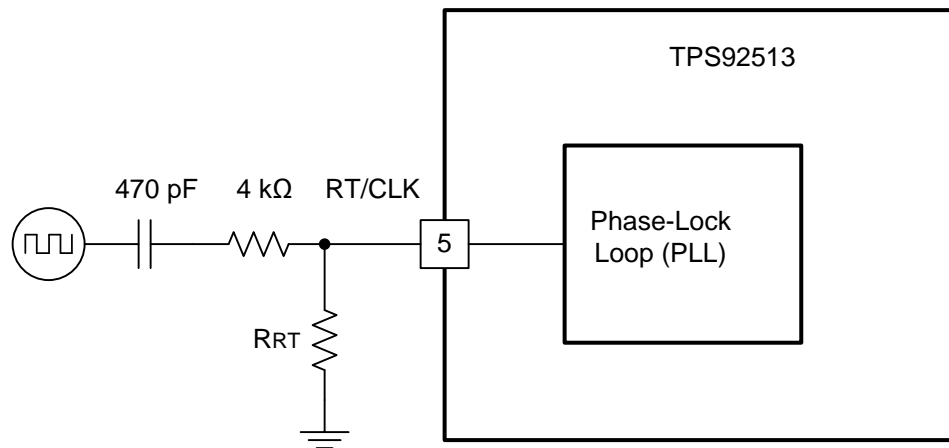 TPS92513
470 pF
4 kΩ
RT/CLK
5
Phase-Lock
Loop (PLL)
RRT